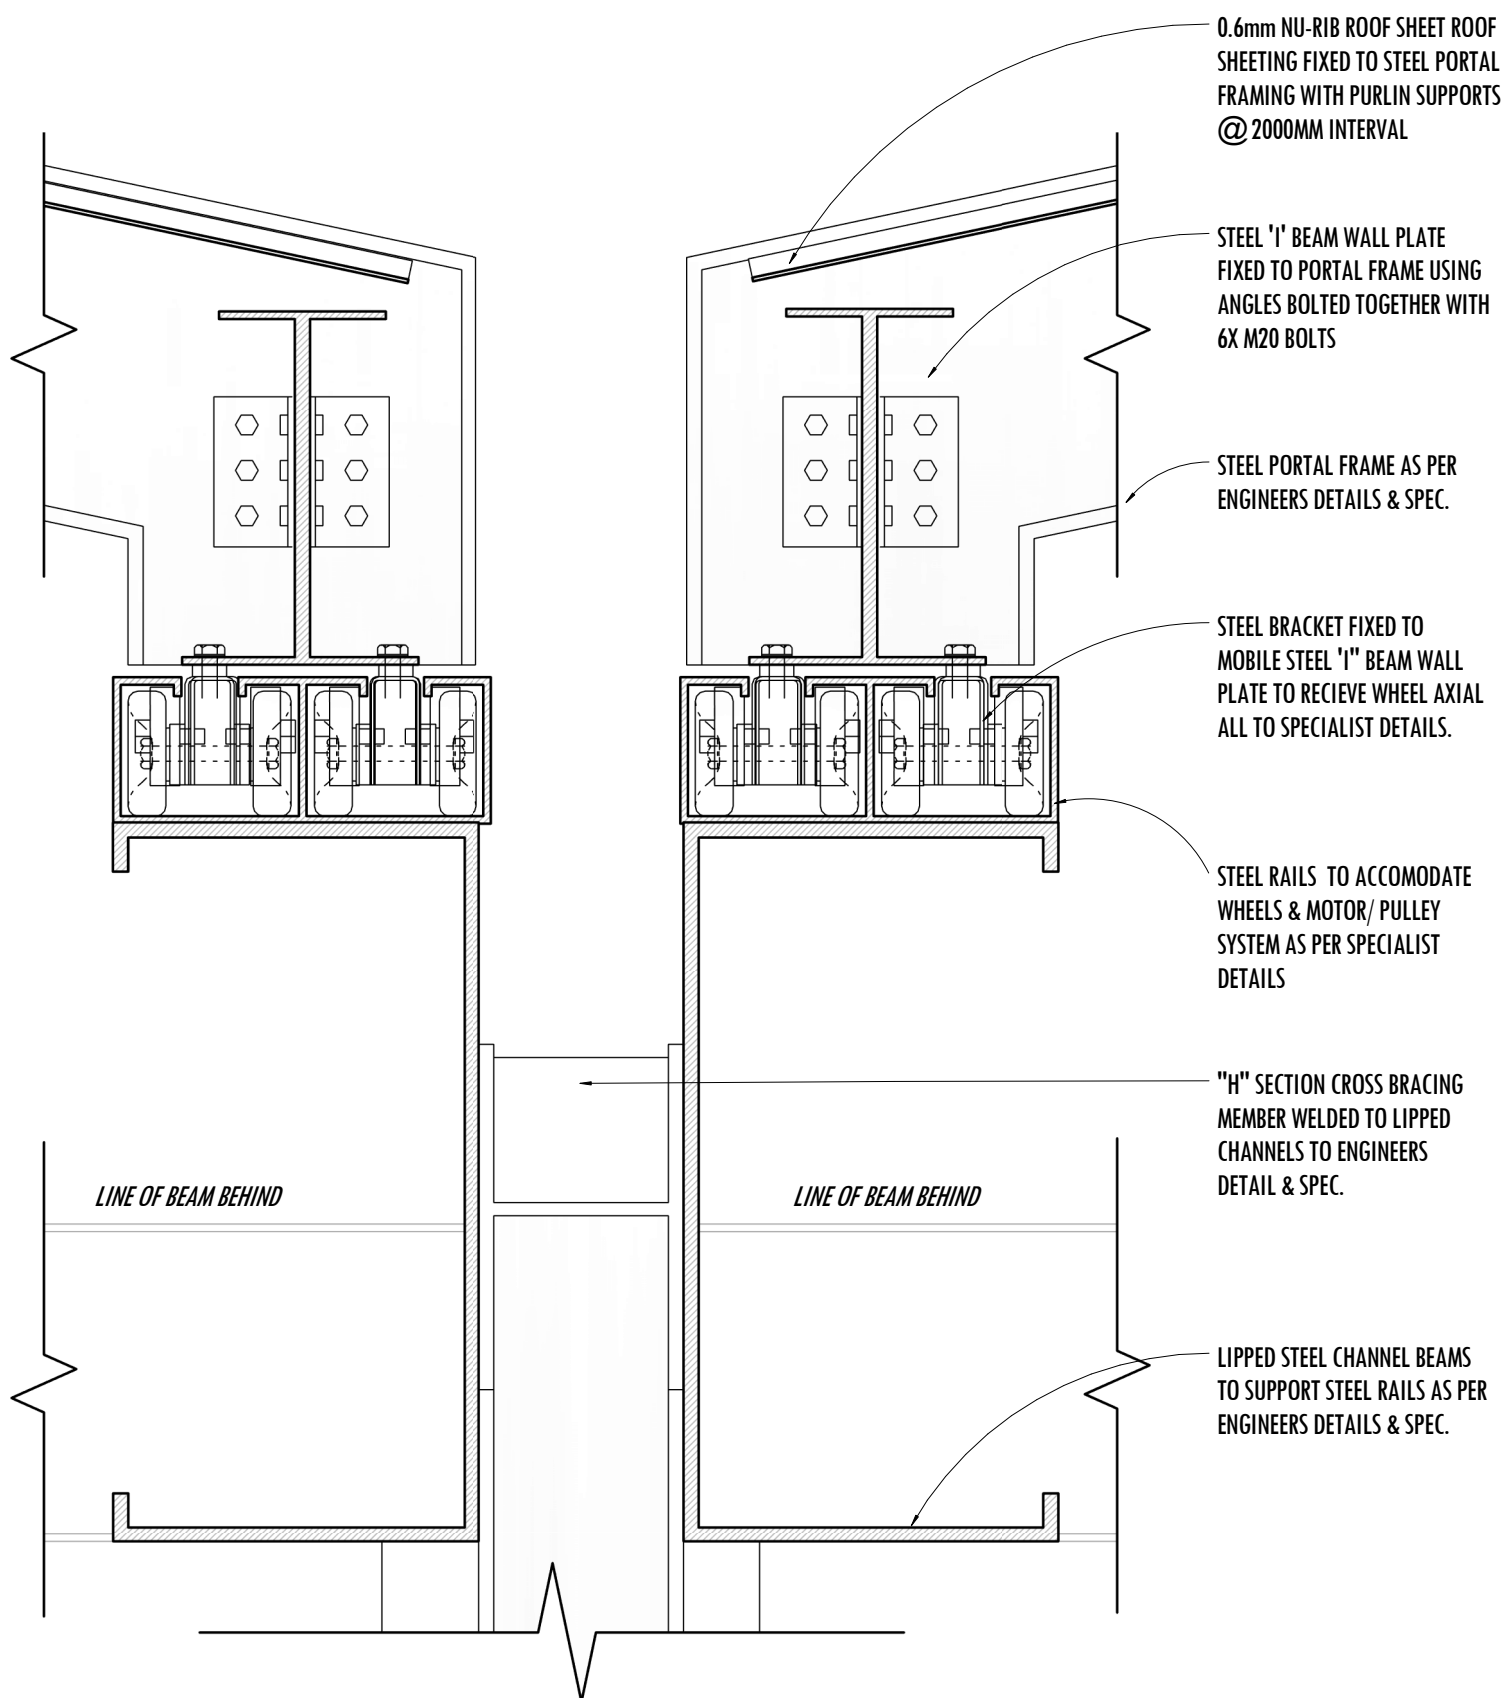 0.6mm NU-RIB ROOF SHEET ROOF
SHEETING FIXED TO STEEL PORTAL
FRAMING WITH PURLIN SUPPORTS
@ 2000MM INTERVAL
STEEL 'I' BEAM WALL PLATE
FIXED TO PORTAL FRAME USING
ANGLES BOLTED TOGETHER WITH
6X M20 BOLTS
STEEL PORTAL FRAME AS PER
ENGINEERS DETAILS & SPEC.
STEEL BRACKET FIXED TO
MOBILE STEEL 'I" BEAM WALL
PLATE TO RECIEVE WHEEL AXIAL
ALL TO SPECIALIST DETAILS.
STEEL RAILS TO ACCOMODATE
WHEELS & MOTOR/ PULLEY
SYSTEM AS PER SPECIALIST
DETAILS
"H" SECTION CROSS BRACING
MEMBER WELDED TO LIPPED
CHANNELS TO ENGINEERS
DETAIL & SPEC.
LINE OF BEAM BEHIND
LINE OF BEAM BEHIND
LIPPED STEEL CHANNEL BEAMS
TO SUPPORT STEEL RAILS AS PER
ENGINEERS DETAILS & SPEC.